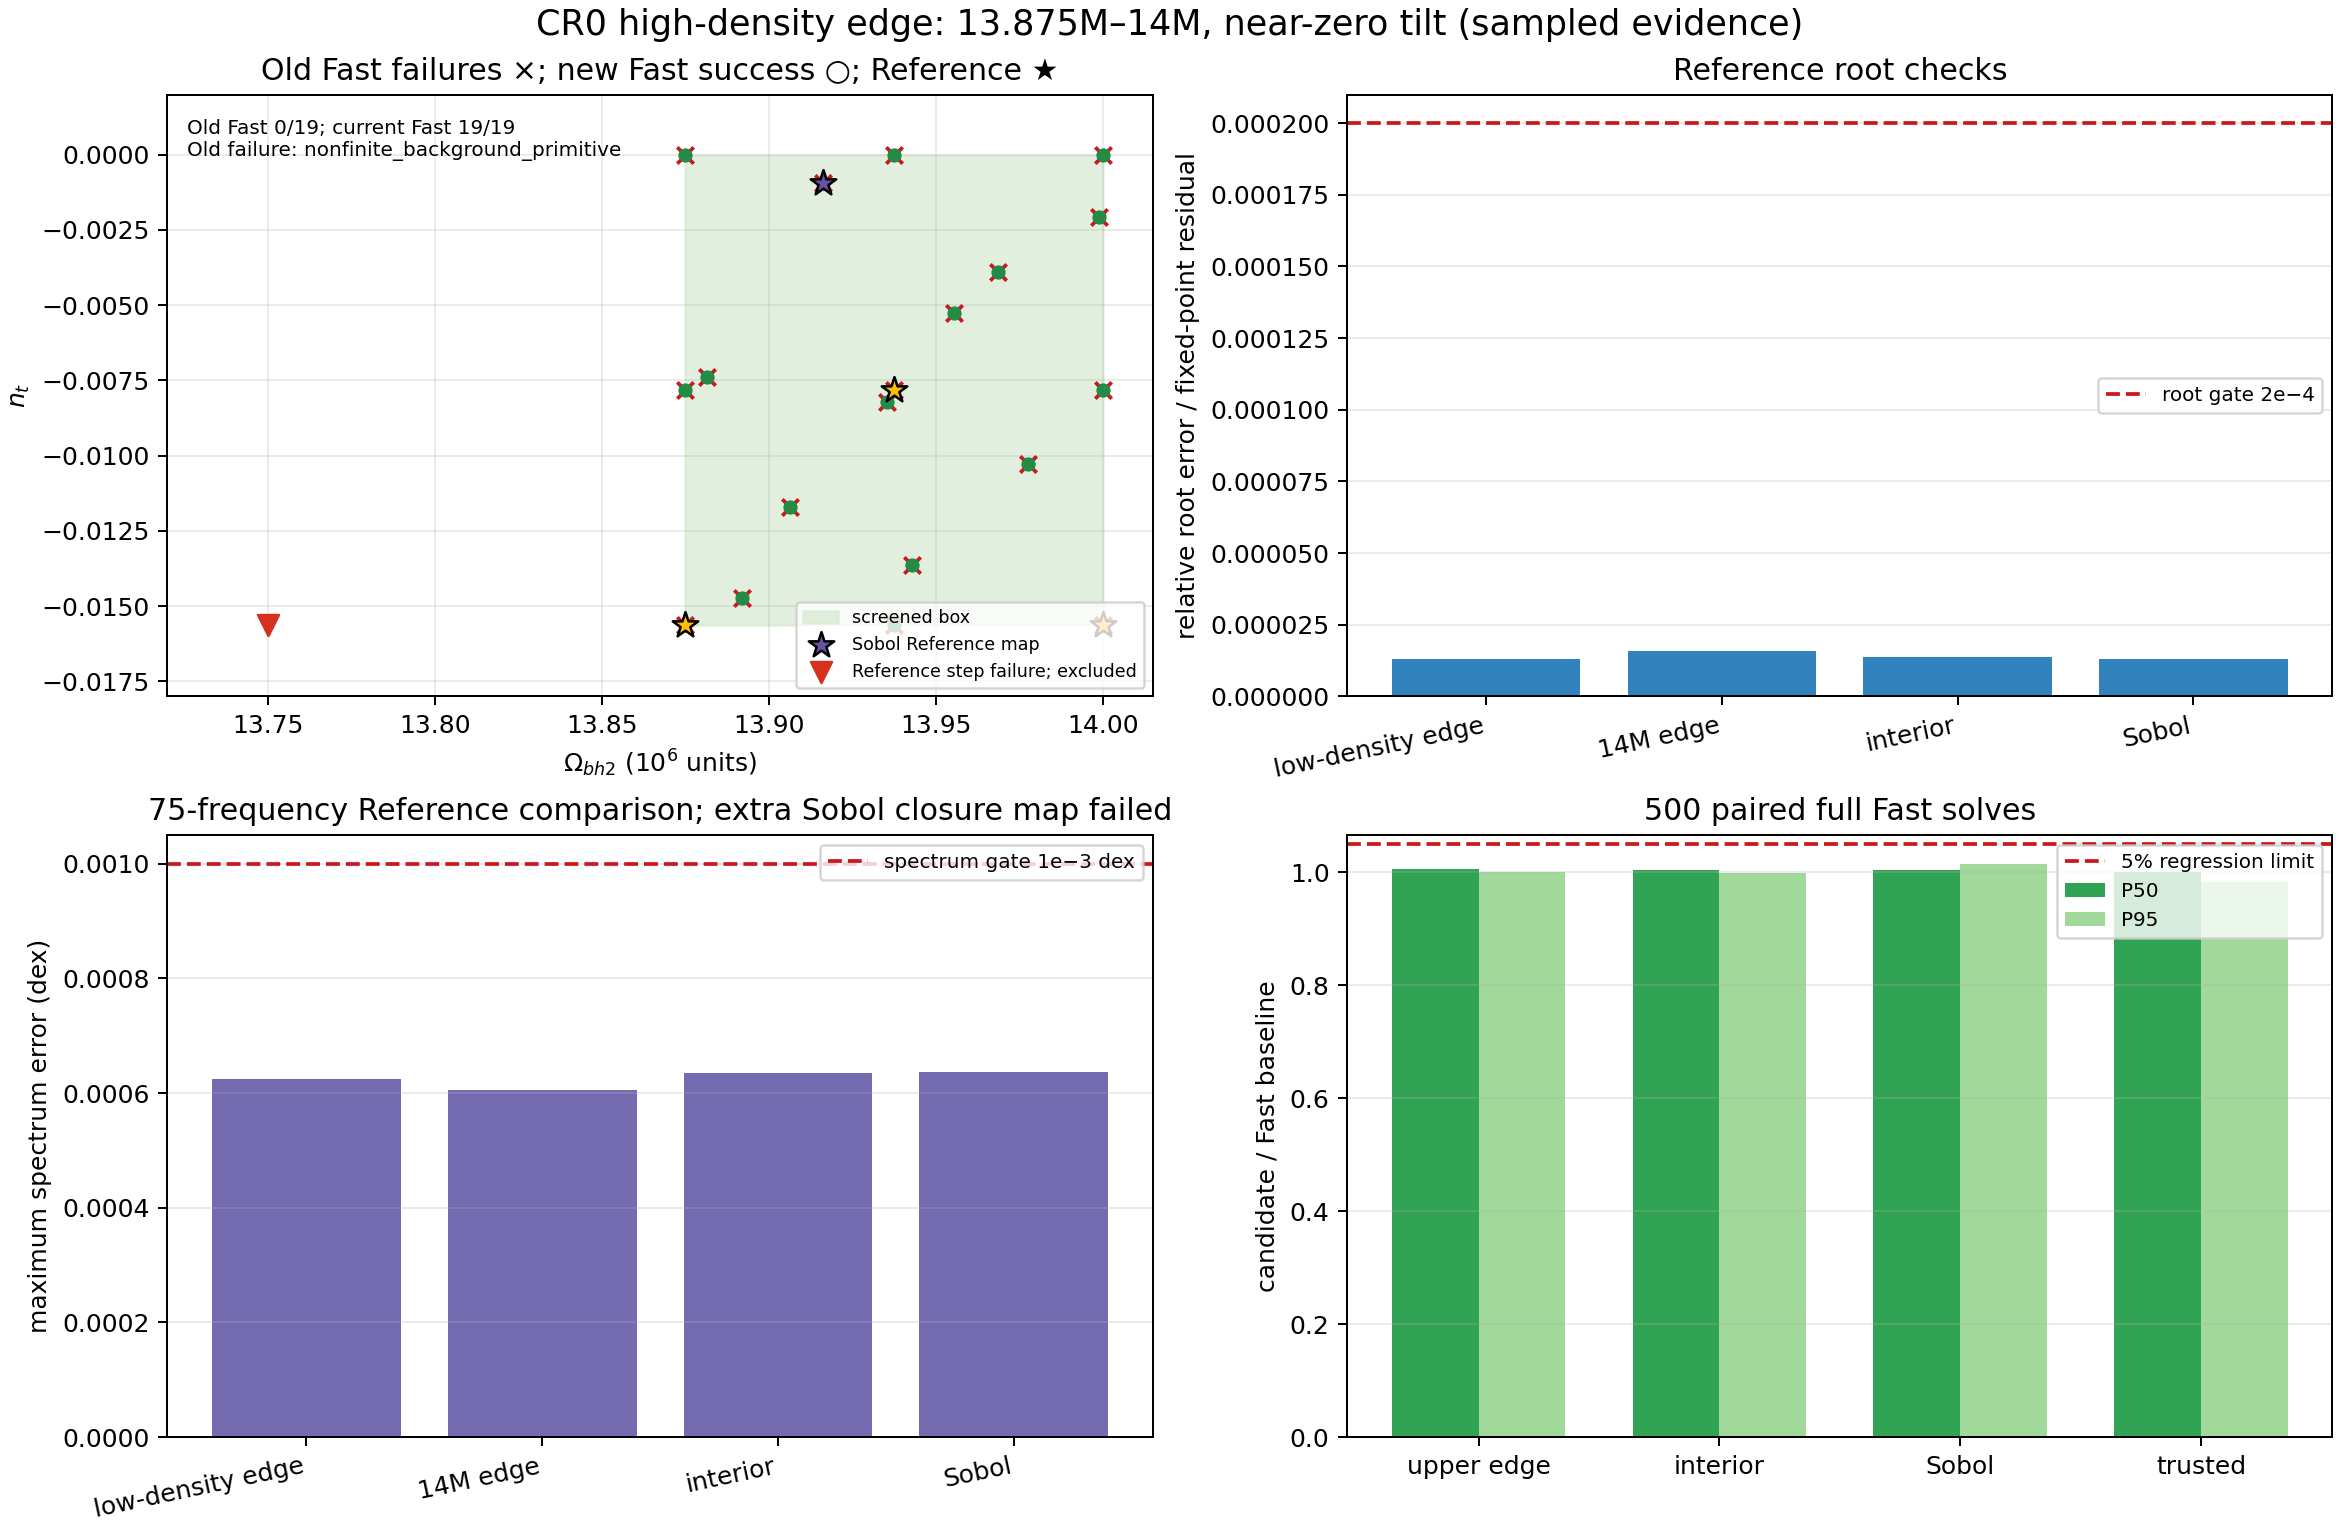 CR0 high-density edge: 13.875M–14M, near-zero tilt (sampled evidence)
Old Fast failures ×; new Fast success ○; Reference ★
Old Fast 0/19; current Fast 19/19
Old failure: nonfinite_background_primitive
0.0000
−0.0025
−0.0050
−0.0075
−0.0100
−0.0125
−0.0150
−0.0175
n_t
screened box
Sobol Reference map
Reference step failure; excluded
13.75 13.80 13.85 13.90 13.95 14.00
Ω_bh2 (10^6 units)
Reference root checks
0.000200
0.000175
0.000150
0.000125
0.000100
0.000075
0.000050
0.000025
0.000000
relative root error / fixed-point residual
root gate 2e−4
low-density edge 14M edge interior Sobol
75-frequency Reference comparison; extra Sobol closure map failed
0.0010
0.0008
0.0006
0.0004
0.0002
0.0000
maximum spectrum error (dex)
spectrum gate 1e−3 dex
low-density edge 14M edge interior Sobol
500 paired full Fast solves
1.0
0.8
0.6
0.4
0.2
0.0
candidate / Fast baseline
5% regression limit
P50
P95
upper edge interior Sobol trusted